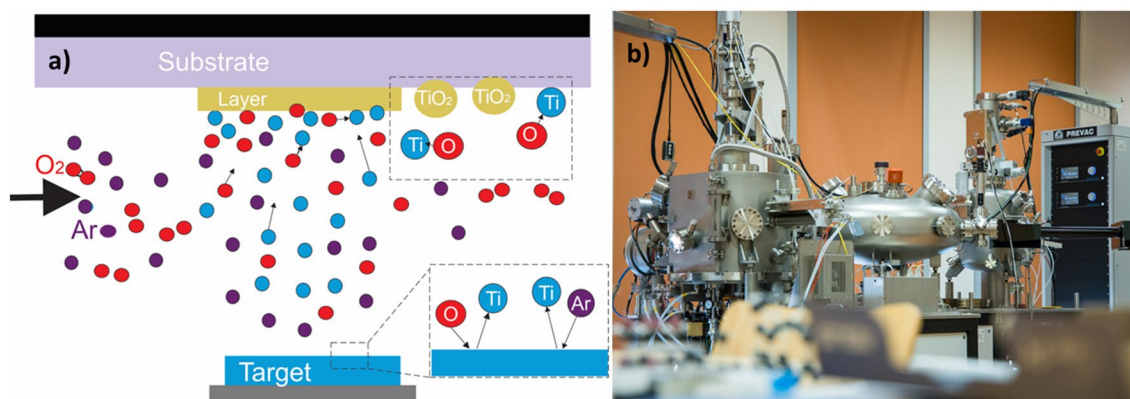 a)
Substrate
Layer
TiO₂
TiO₂
Ti
O
Ti
O
O₂
Ar
O
Ti
Ti
Ar
Target
b)
PREVAC